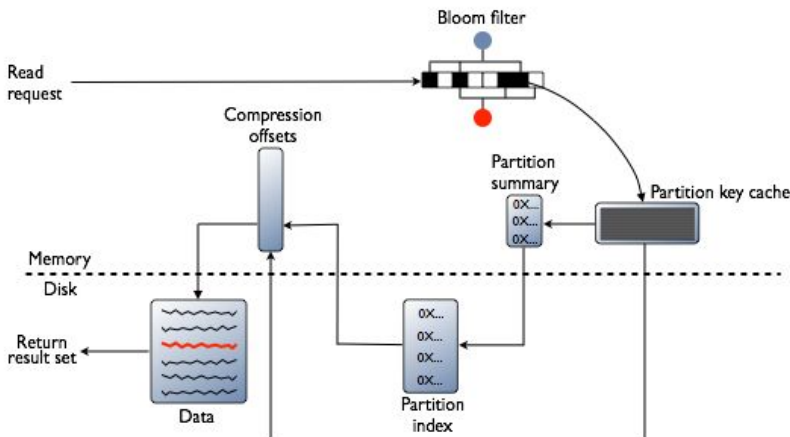 Bloom filter
Read
request
Compression
offsets
Partition
summary
Partition key cache
0X...
0X...
0X...
Memory
Disk
0X...
0X...
0X...
0X...
Return
result set
Data
Partition
index